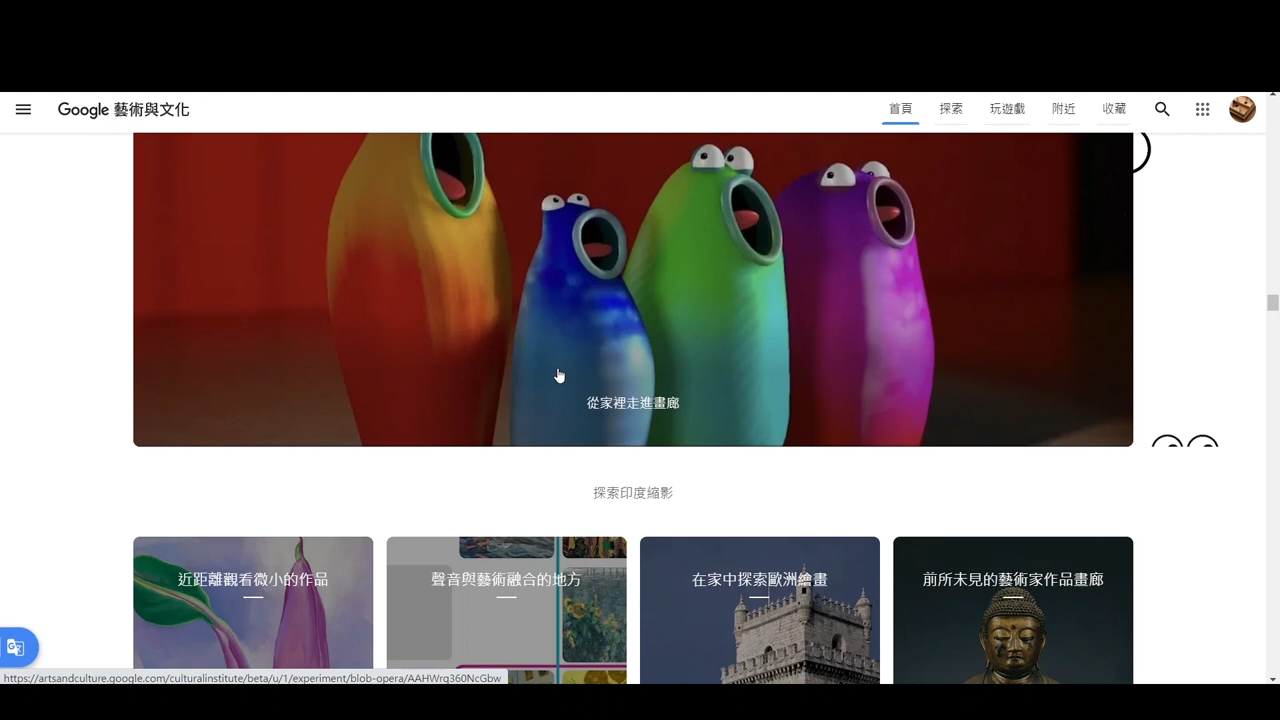 Google 藝術與文化
首頁 探索 玩遊戲 附近 收藏
從家裡走進畫廊
探索印度縮影
近距離觀看微小的作品
聲音與藝術融合的地方
在家中探索歐洲繪畫
前所未見的藝術家作品畫廊
https://artsandculture.google.com/culturalinstitute/beta/u/1/experiment/blob-opera/AAHWrq360NcGbw